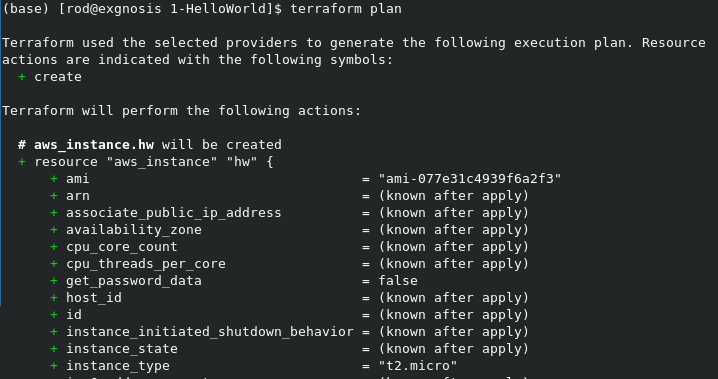 (base) [rod@exgnosis 1-HelloWorld]$ terraform plan
Terraform used the selected providers to generate the following execution plan. Resource
actions are indicated with the following symbols:
  + create
Terraform will perform the following actions:
  # aws_instance.hw will be created
  + resource "aws_instance" "hw" {
      + ami                                  = "ami-077e31c4939f6a2f3"
      + arn                                  = (known after apply)
      + associate_public_ip_address          = (known after apply)
      + availability_zone                    = (known after apply)
      + cpu_core_count                       = (known after apply)
      + cpu_threads_per_core                 = (known after apply)
      + get_password_data                    = false
      + host_id                              = (known after apply)
      + id                                   = (known after apply)
      + instance_initiated_shutdown_behavior = (known after apply)
      + instance_state                       = (known after apply)
      + instance_type                        = "t2.micro"